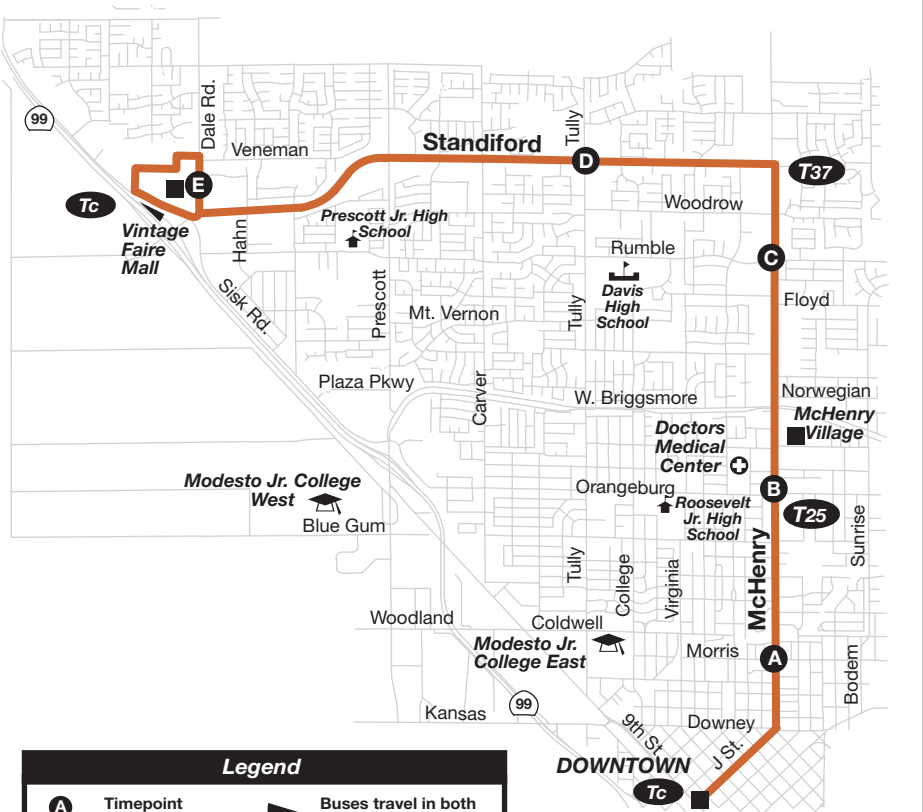 99
Dale Rd.
Veneman
Standiford
Tully
D
T37
E
Tc
Vintage
Faire
Mall
Hahn
Prescott Jr. High
School
Woodrow
Rumble
C
Davis
High
School
Floyd
Sisk Rd.
Prescott
Mt. Vernon
Tully
Plaza Pkwy
Carver
W. Briggsmore
Norwegian
McHenry
Village
Doctors
Medical
Center
Modesto Jr. College
West
Blue Gum
Orangeburg
B
Roosevelt
Jr. High
School
T25
Sunrise
Tully
College
Virginia
McHenry
Woodland
Coldwell
Modesto Jr.
College East
Morris
A
Bodem
Kansas
99
9th St
Downey
J St.
DOWNTOWN
Tc
Legend
A
Timepoint
Buses travel in both